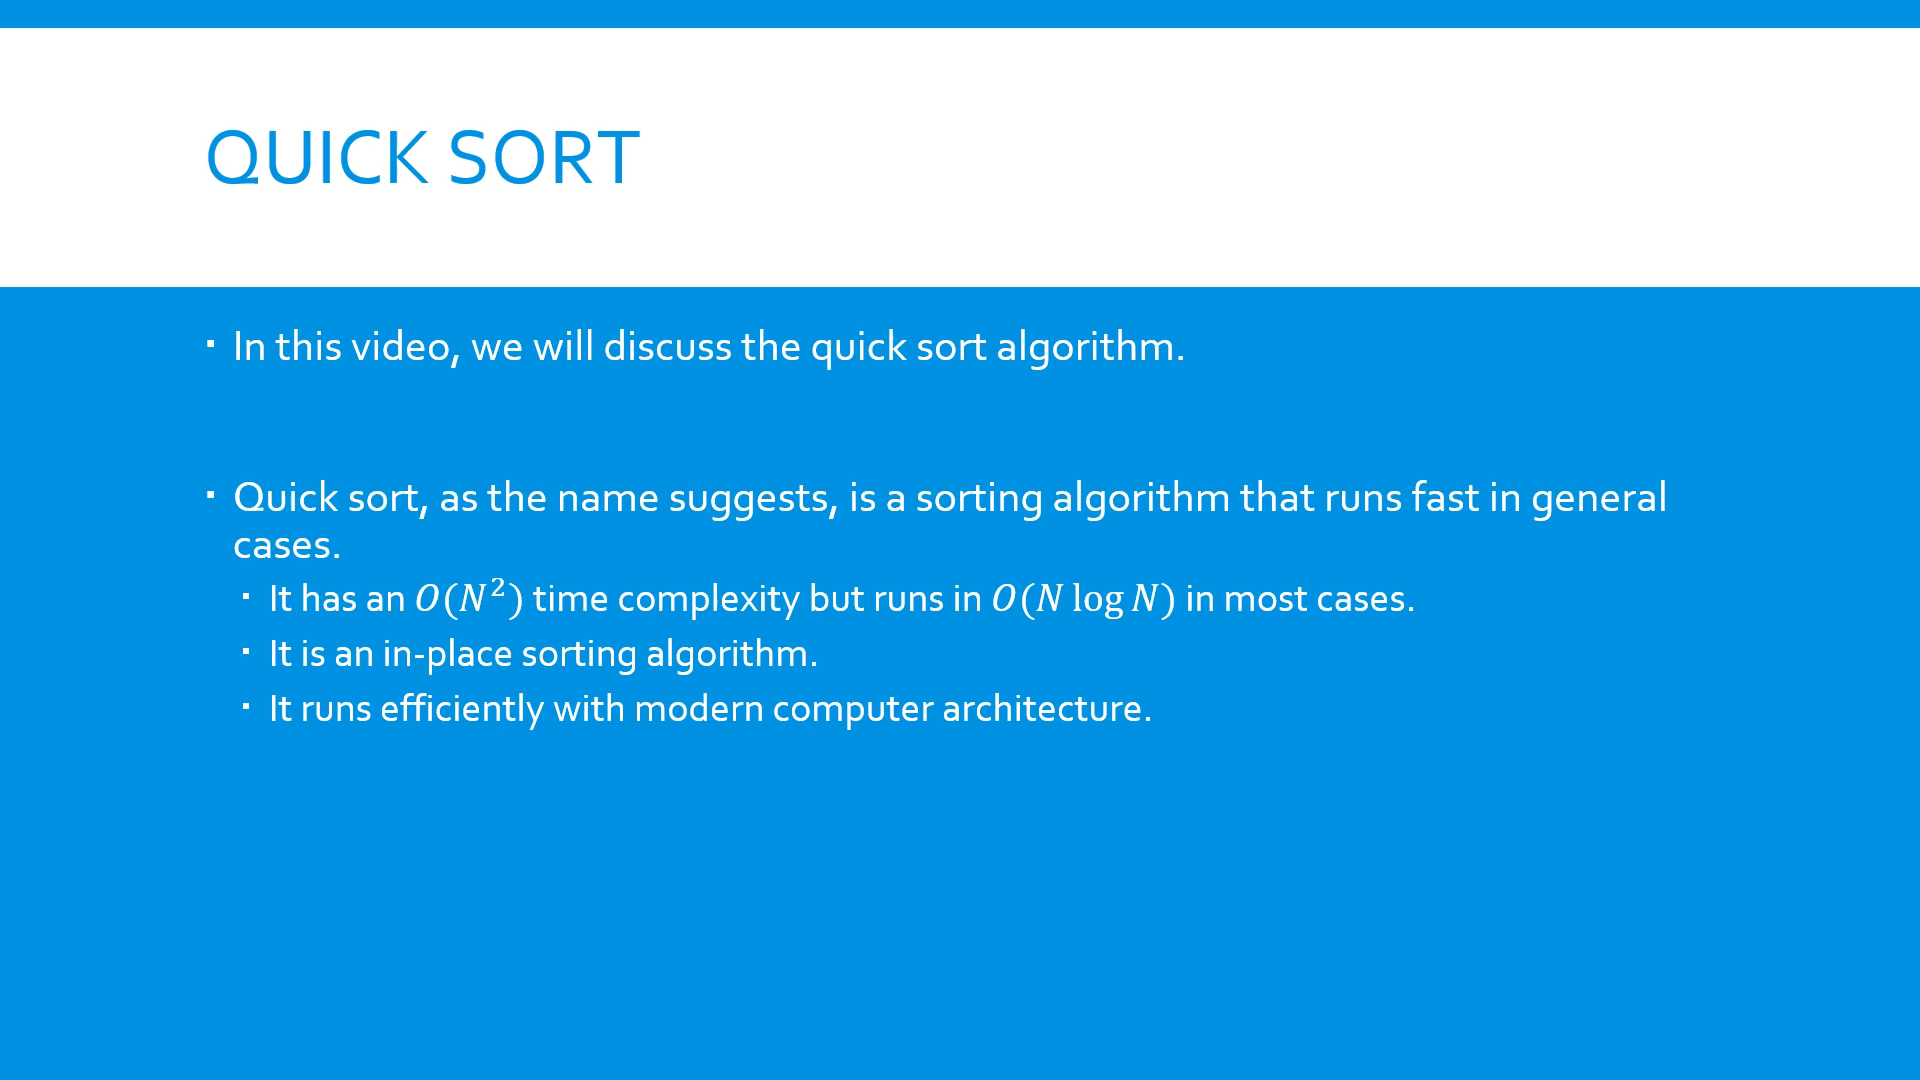 QUICK SORT
▪ In this video, we will discuss the quick sort algorithm.
▪ Quick sort, as the name suggests, is a sorting algorithm that runs fast in general
cases.
▪ It has an O(N²) time complexity but runs in O(N log N) in most cases.
▪ It is an in-place sorting algorithm.
▪ It runs efficiently with modern computer architecture.